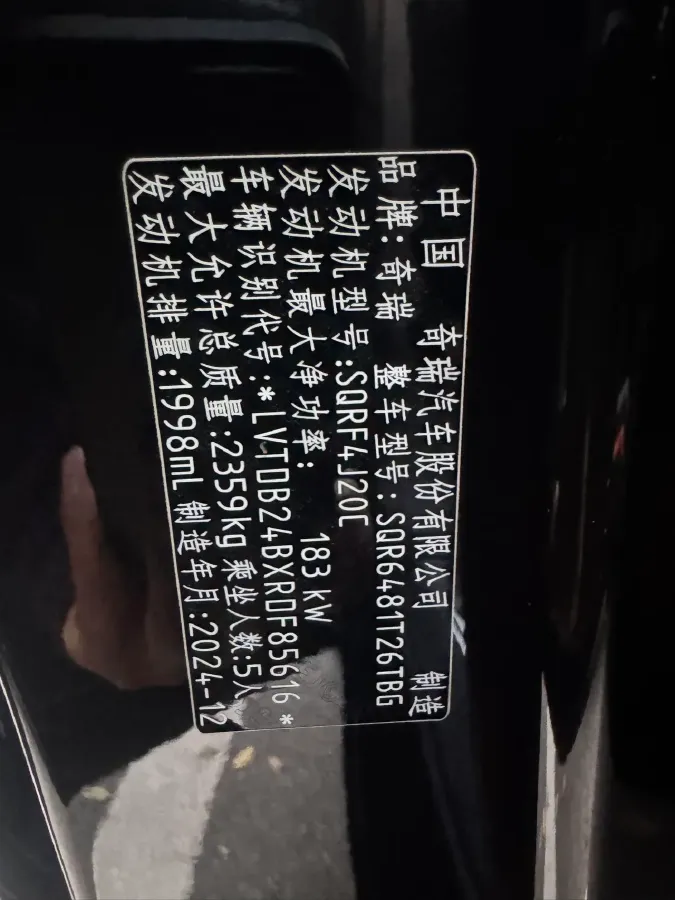 中国 奇瑞汽车股份有限公司 制造
品牌:奇瑞 整车型号:SQR6481T26TBG
发动机型号:SQRF4J20C
发动机最大净功率: 183 kW
车辆识别代号:*LVTDB24BXRDF85616*
最大允许总质量:2359kg 乘坐人数:5人
发动机排量:1998mL 制造年月:2024-12